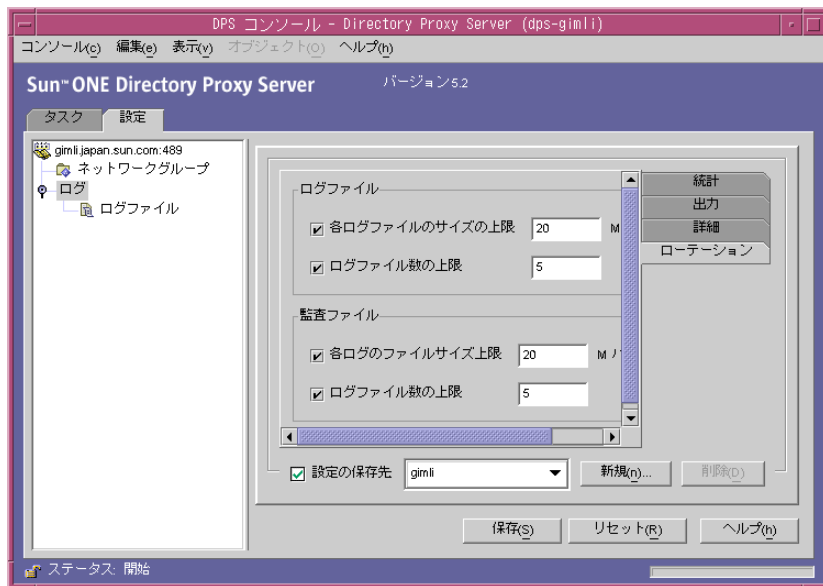 DPS コンソール - Directory Proxy Server (dps-gimli)
コンソール(c) 編集(e) 表示(v) オブジェクト(O) ヘルプ(h)
Sun™ ONE Directory Proxy Server バージョン5.2
タスク 設定
gimli.japan.sun.com:489
ネットワークグループ
ログ
ログファイル
ログファイル
各ログファイルのサイズの上限 20 M
ログファイル数の上限 5
監査ファイル
各ログのファイルサイズ上限 20 M
ログファイル数の上限 5
統計
出力
詳細
ローテーション
設定の保存先 gimli 新規(n)... 削除(D)
保存(S) リセット(R) ヘルプ(h)
ステータス: 開始